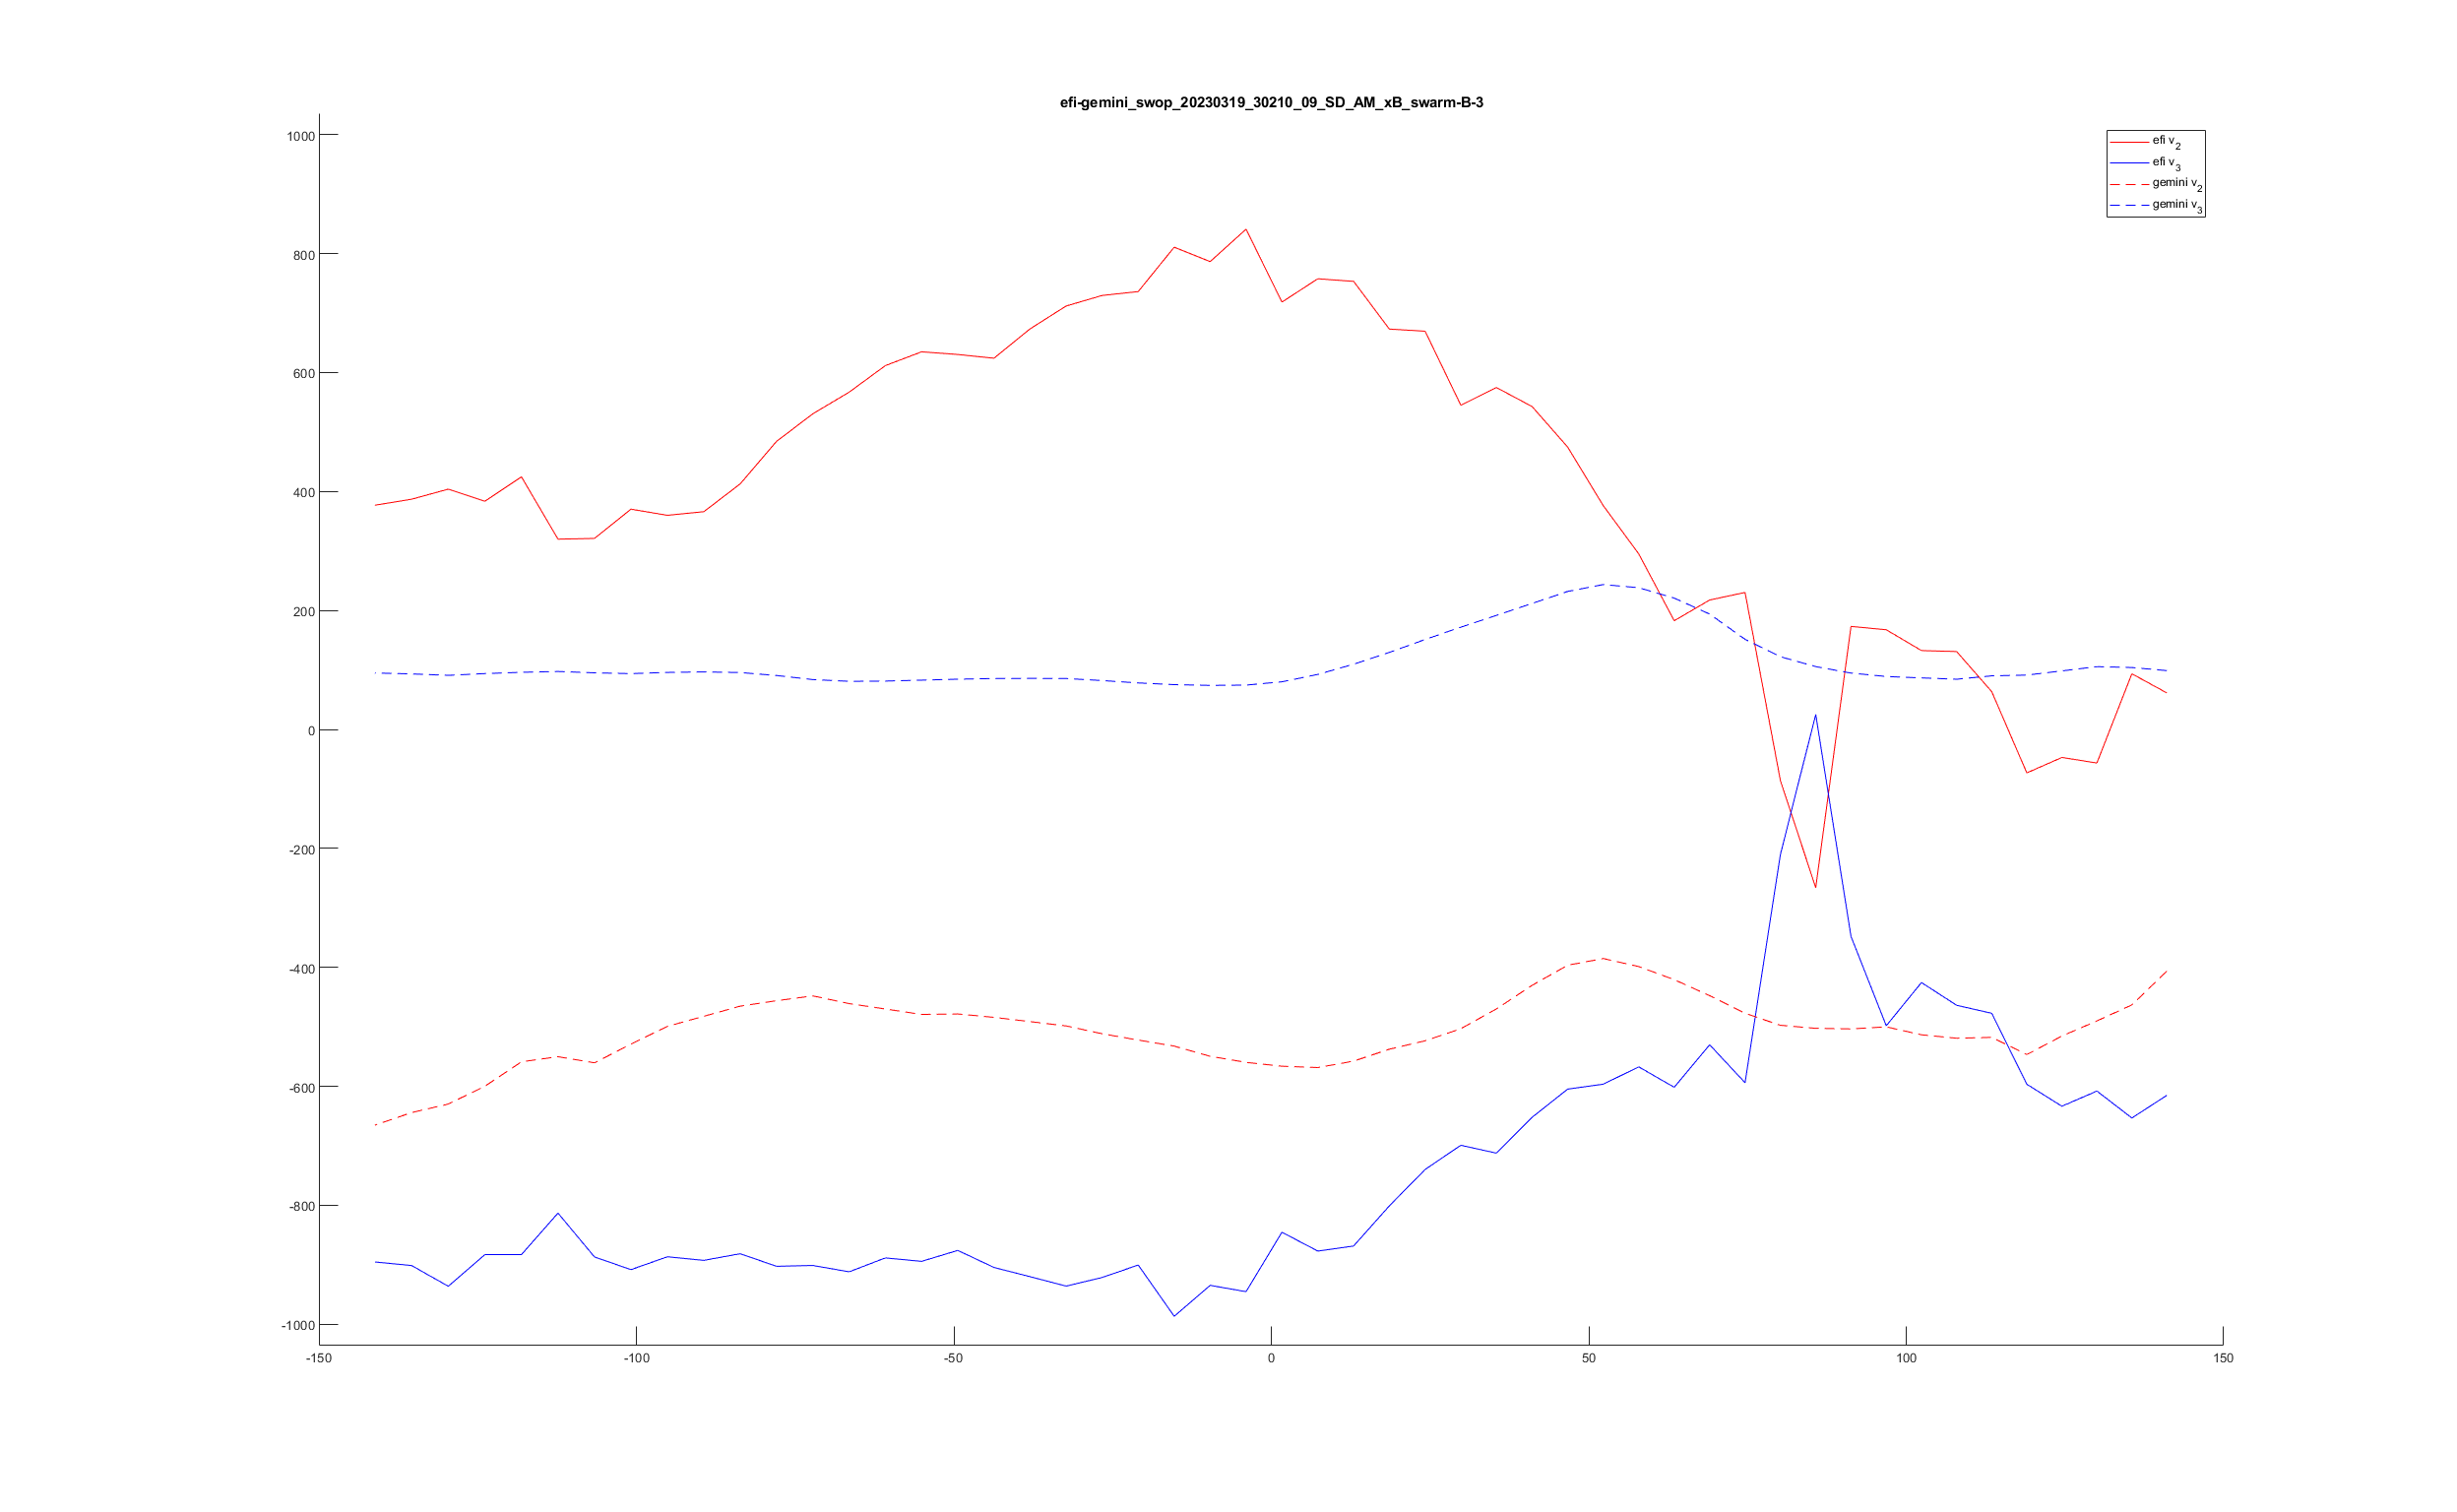 efi-gemini_swop_20230319_30210_09_SD_AM_xB_swarm-B-3
efi v2
efi v3
gemini v2
gemini v3
1000
800
600
400
200
0
-200
-400
-600
-800
-1000
-150 -100 -50 0 50 100 150